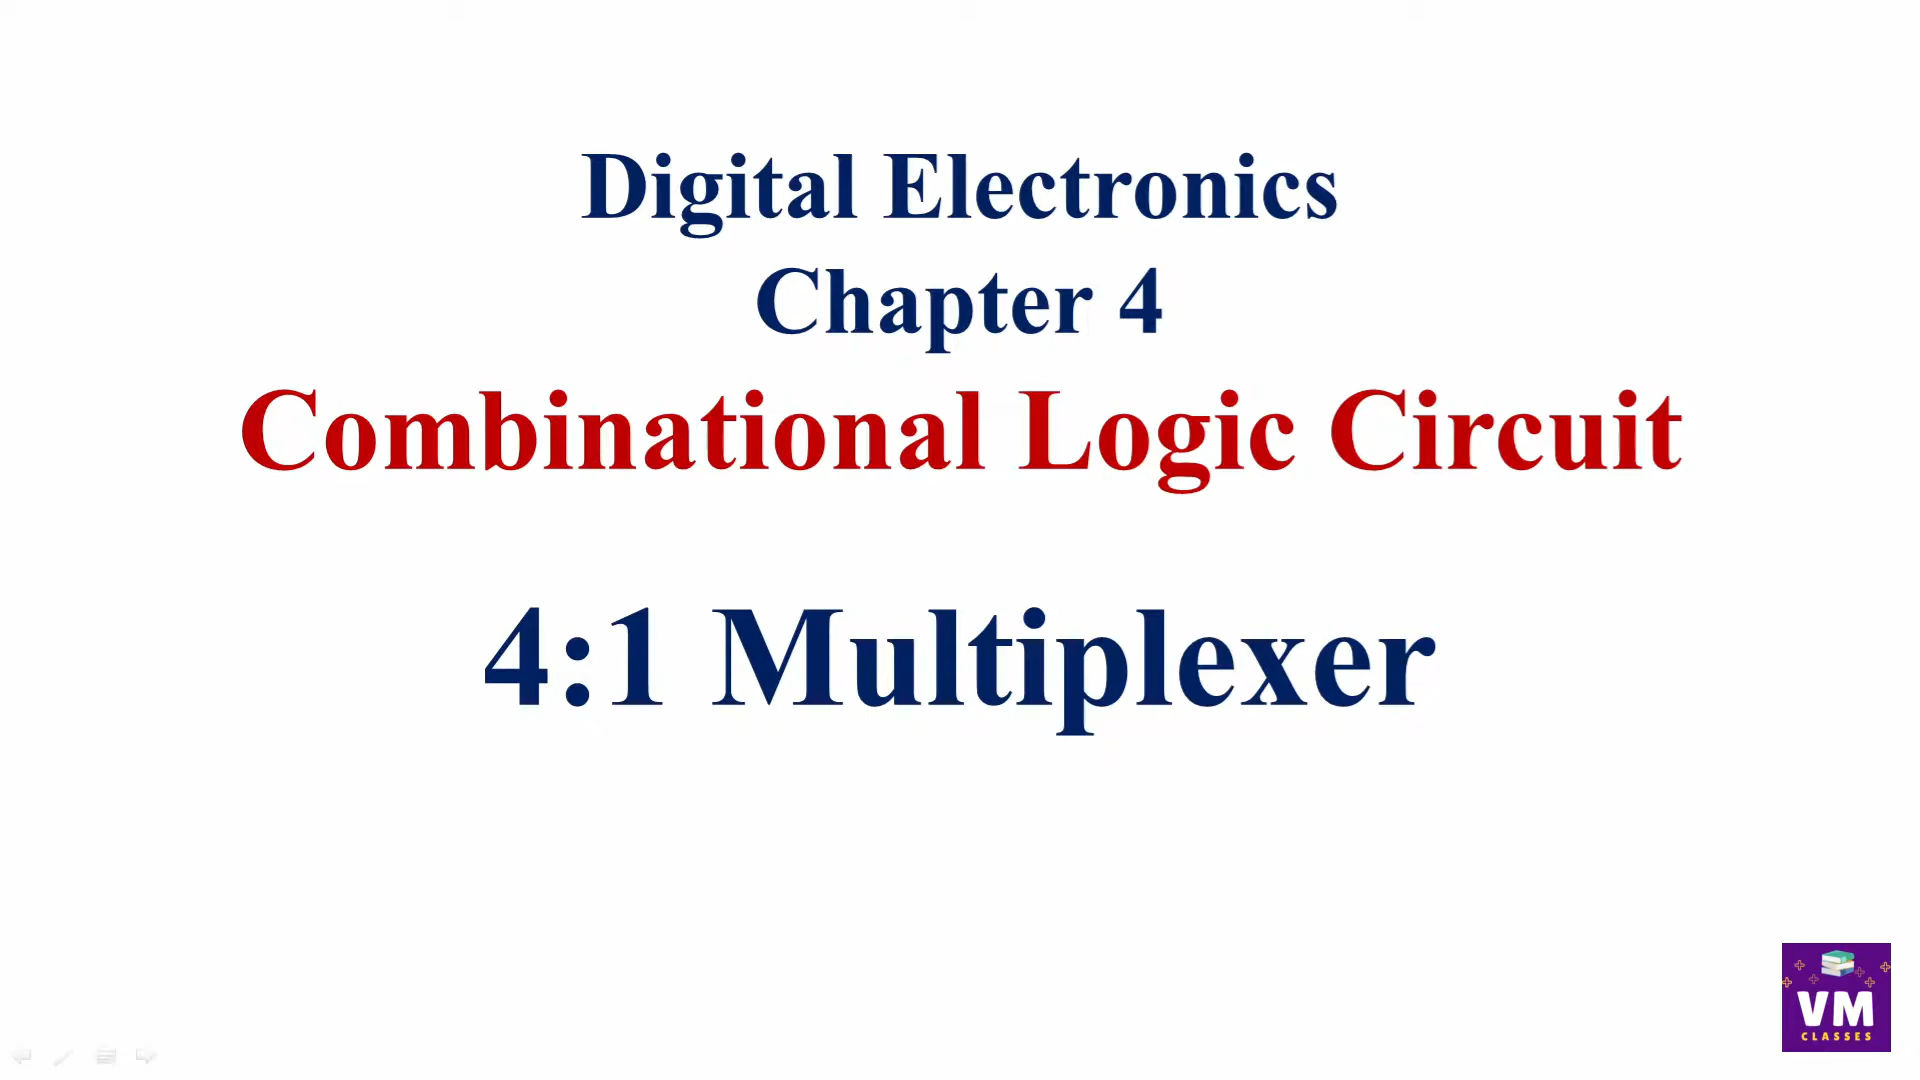 Digital Electronics
Chapter 4
Combinational Logic Circuit
4:1 Multiplexer
VM
CLASSES